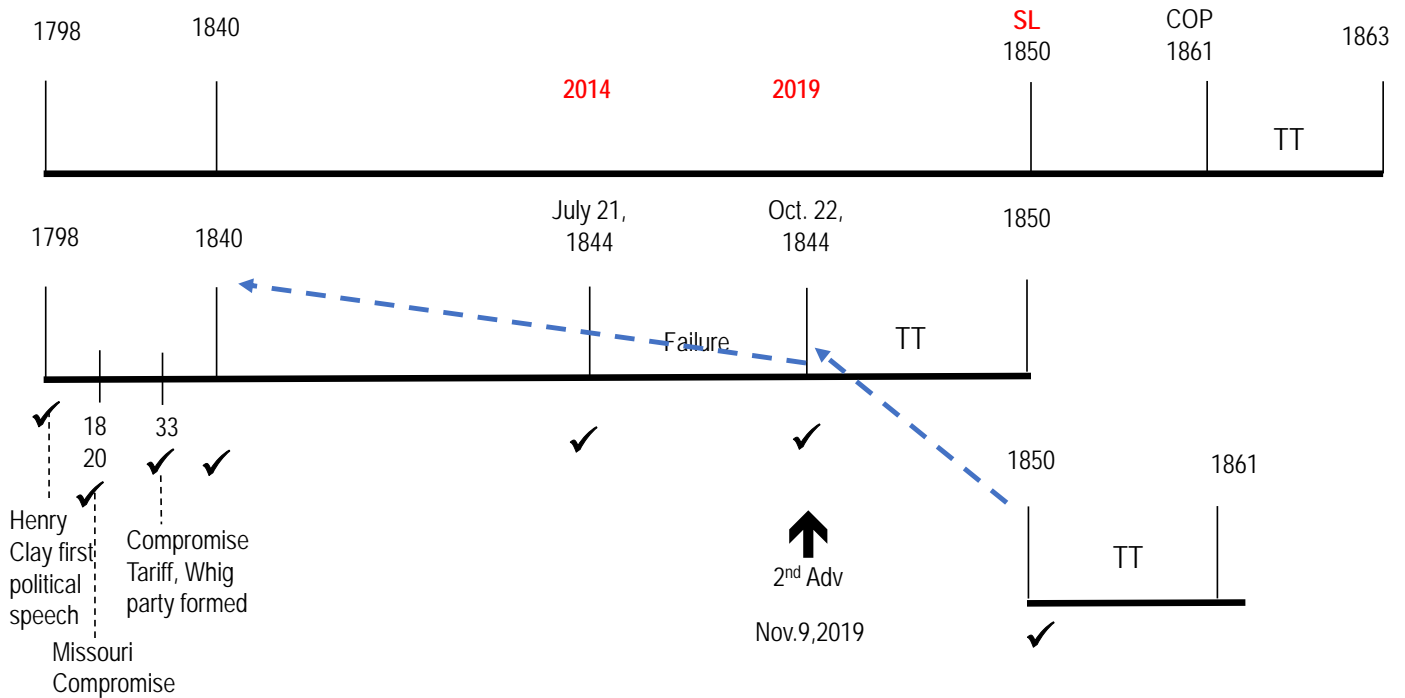 SL
COP
1798
1840
1850
1861
1863
2014
2019
TT
July 21,
1844
Oct. 22,
1844
1798
1840
1850
Failure
TT
18
20
33
1850
1861
Henry
Clay first
political
speech
Compromise
Tariff, Whig
party formed
TT
2nd Adv
Nov.9,2019
Missouri
Compromise